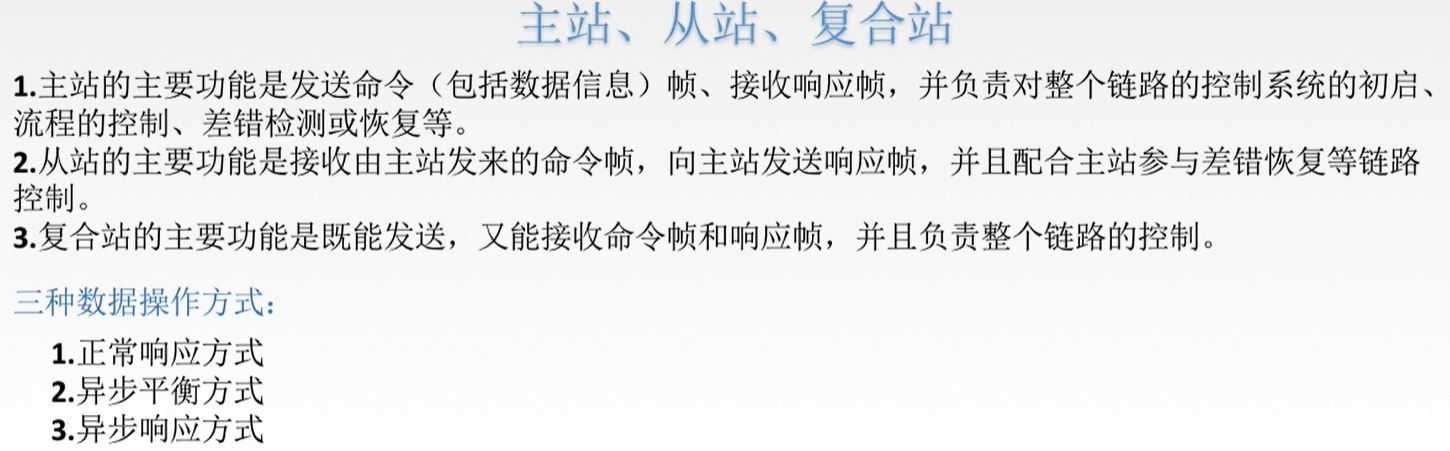 主站、从站、复合站
1.主站的主要功能是发送命令（包括数据信息）帧、接收响应帧，并负责对整个链路的控制系统的初启、
流程的控制、差错检测或恢复等。
2.从站的主要功能是接收由主站发来的命令帧，向主站发送响应帧，并且配合主站参与差错恢复等链路
控制。
3.复合站的主要功能是既能发送，又能接收命令帧和响应帧，并且负责整个链路的控制。
三种数据操作方式：
1.正常响应方式
2.异步平衡方式
3.异步响应方式